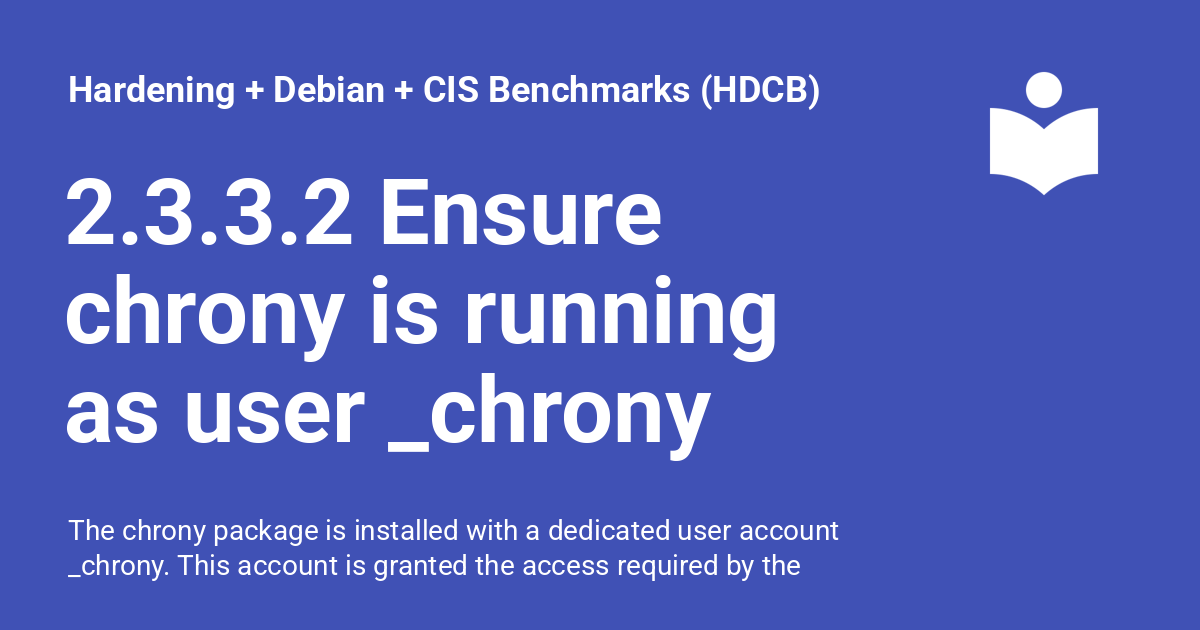 Hardening + Debian + CIS Benchmarks (HDCB)
2.3.3.2 Ensure
chrony is running
as user _chrony
The chrony package is installed with a dedicated user account
_chrony. This account is granted the access required by the